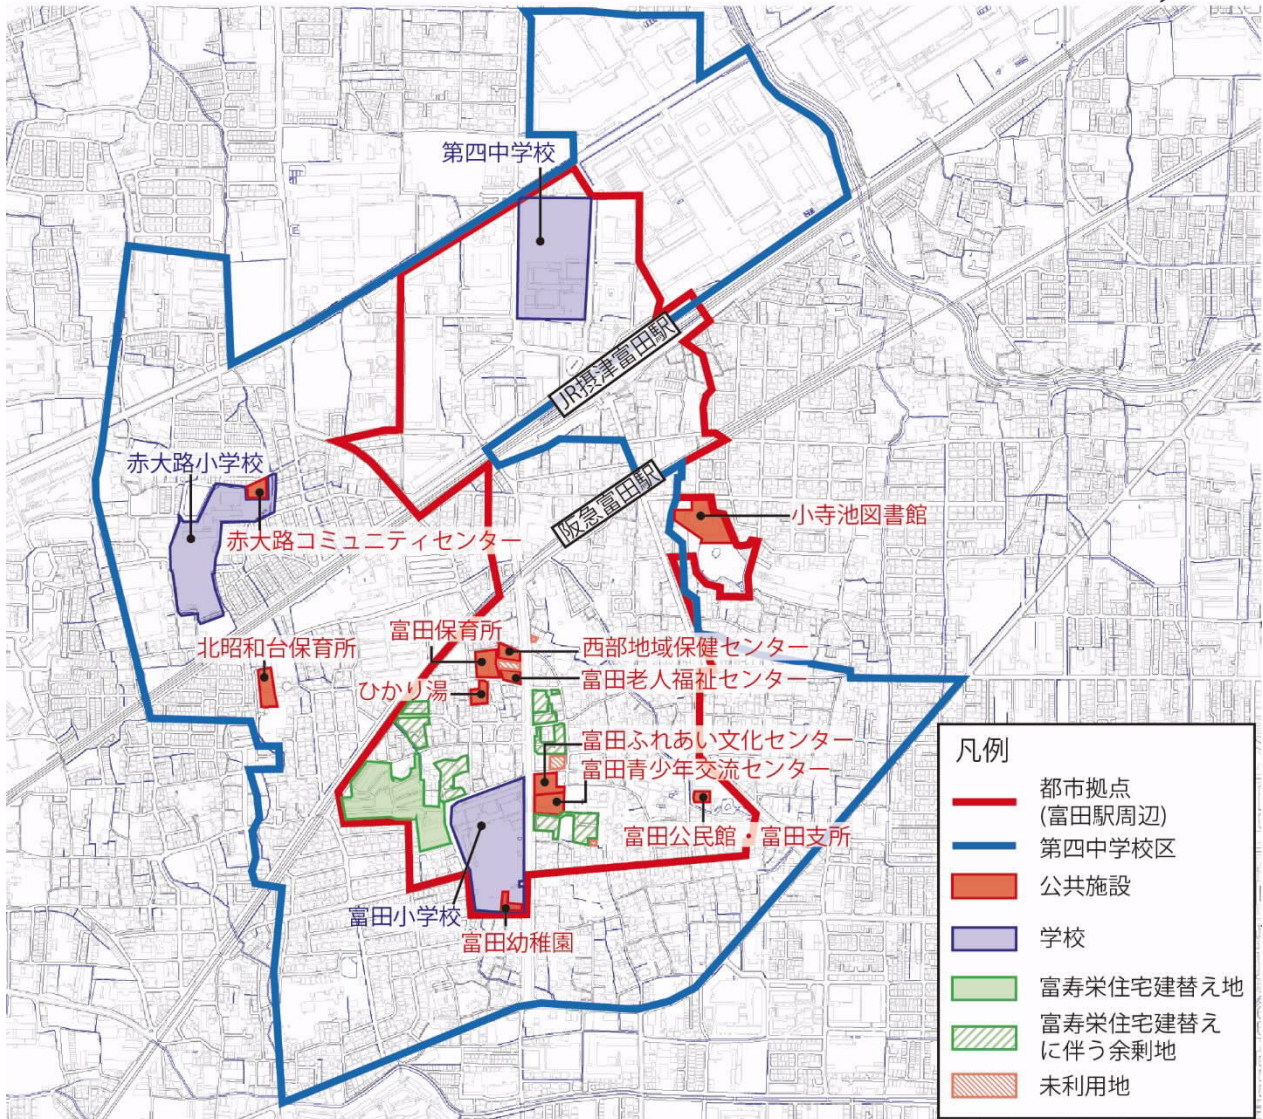 第四中学校
JR摂津富田駅
赤大路小学校
阪急富田駅
小寺池図書館
赤大路コミュニティセンター
富田保育所
西部地域保健センター
北昭和台保育所
富田老人福祉センター
ひかり湯
富田ふれあい文化センター
富田青少年交流センター
富田公民館・富田支所
富田小学校
富田幼稚園
凡例
都市拠点
(富田駅周辺)
第四中学校区
公共施設
学校
富寿栄住宅建替え地
富寿栄住宅建替え
に伴う余剰地
未利用地